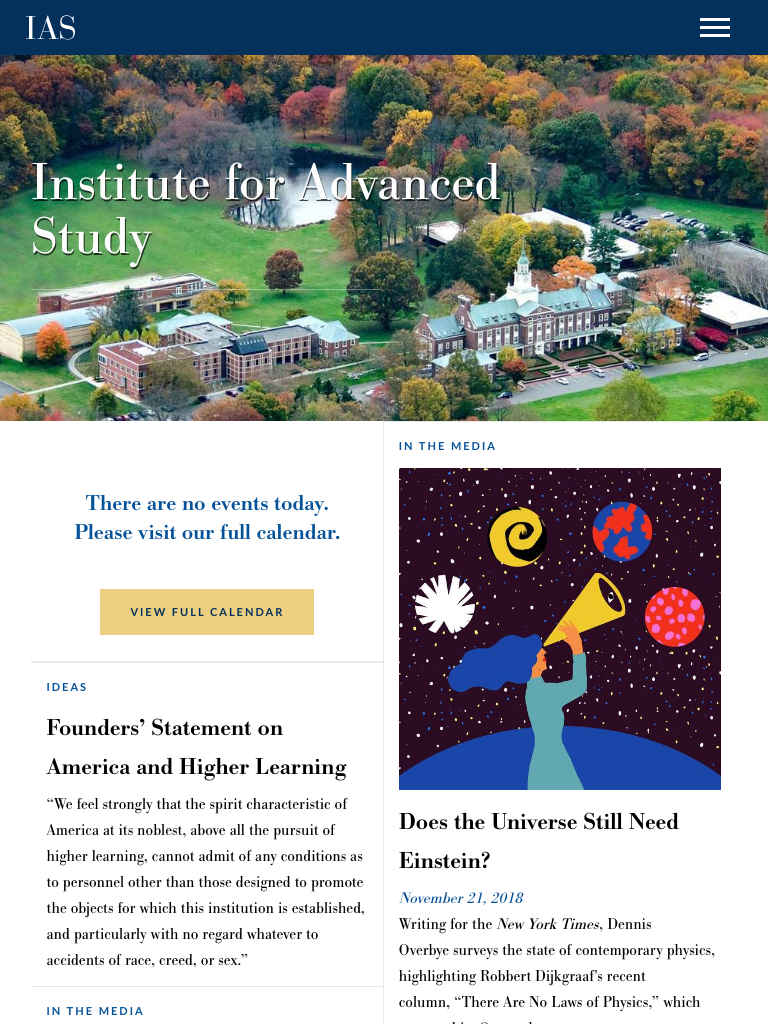 IAS
Institute for Advanced
Study
There are no events today.
Please visit our full calendar.
VIEW FULL CALENDAR
IDEAS
Founders’ Statement on
America and Higher Learning
“We feel strongly that the spirit characteristic of
America at its noblest, above all the pursuit of
higher learning, cannot admit of any conditions as
to personnel other than those designed to promote
the objects for which this institution is established,
and particularly with no regard whatever to
accidents of race, creed, or sex.”
IN THE MEDIA
IN THE MEDIA
Does the Universe Still Need
Einstein?
November 21, 2018
Writing for the New York Times, Dennis
Overbye surveys the state of contemporary physics,
highlighting Robbert Dijkgraaf's recent
column, “There Are No Laws of Physics,” which